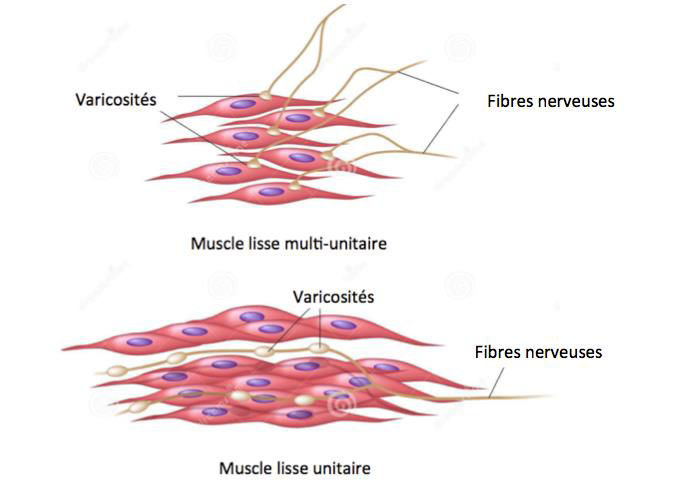 Varicosités
Fibres nerveuses
Muscle lisse multi-unitaire
Varicosités
Fibres nerveuses
Muscle lisse unitaire